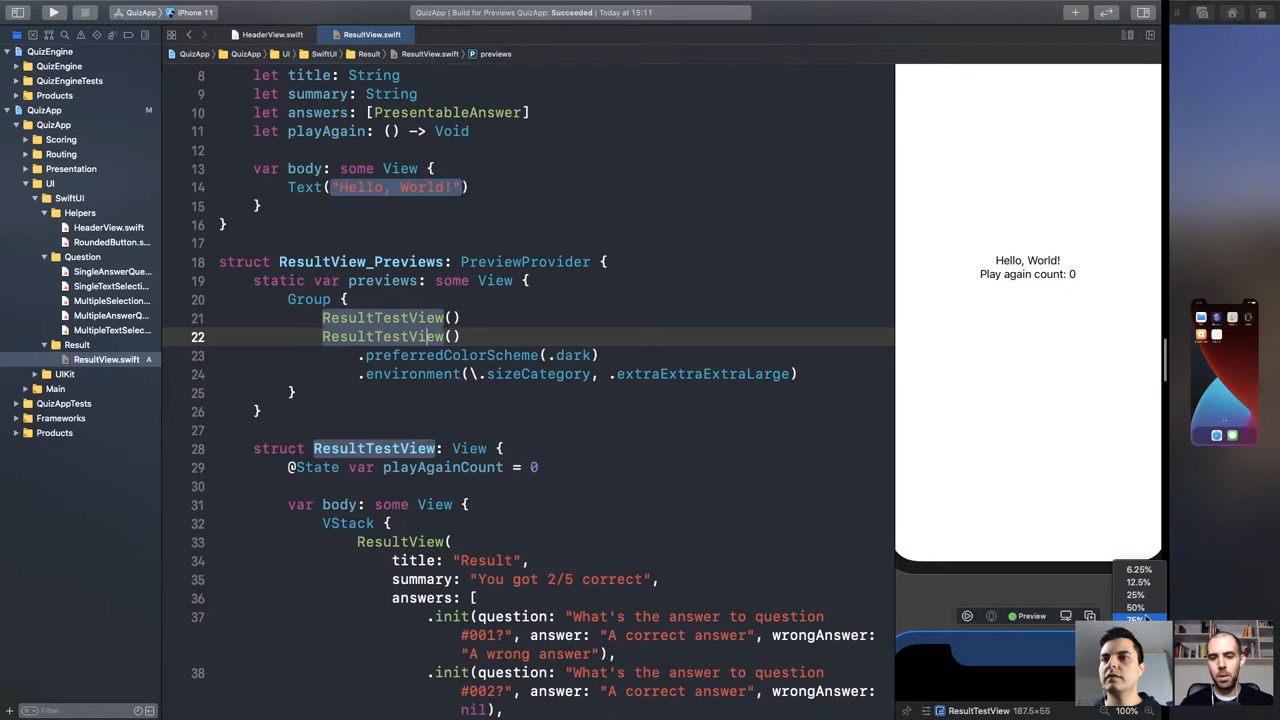 QuizApp
iPhone 11
QuizApp | Build for Previews QuizApp: Succeeded | Today at 15:11
QuizEngine
QuizEngine
QuizEngineTests
Products
QuizApp M
QuizApp
Scoring
Routing
Presentation
UI
SwiftUI
Helpers
HeaderView.swift
RoundedButton.s...
Question
SingleAnswerQue...
SingleTextSelecti...
MultipleSelection...
MultipleAnswerQ...
MultipleTextSelec...
Result
ResultView.swift A
UIKit
Main
QuizAppTests
Frameworks
Products
Filter
HeaderView.swift
ResultView.swift
QuizApp
QuizApp
UI
SwiftUI
Result
ResultView.swift
P previews
8 let title: String
9 let summary: String
10 let answers: [PresentableAnswer]
11 let playAgain: () -> Void
12
13 var body: some View {
14 Text("Hello, World!")
15 }
16 }
17
18 struct ResultView_Previews: PreviewProvider {
19 static var previews: some View {
20 Group {
21 ResultTestView()
22 ResultTestView()
23 .preferredColorScheme(.dark)
24 .environment(\.sizeCategory, .extraExtraExtraLarge)
25 }
26 }
27
28 struct ResultTestView: View {
29 @State var playAgainCount = 0
30
31 var body: some View {
32 VStack {
33 ResultView(
34 title: "Result",
35 summary: "You got 2/5 correct",
36 answers: [
37 .init(question: "What's the answer to question
#001?", answer: "A correct answer", wrongAnswer:
"A wrong answer"),
38 .init(question: "What's the answer to question
#002?", answer: "A correct answer", wrongAnswer:
nil),
Hello, World!
Play again count: 0
Preview
6.25%
12.5%
25%
50%
75%
ResultTestView 187.5×55
100%